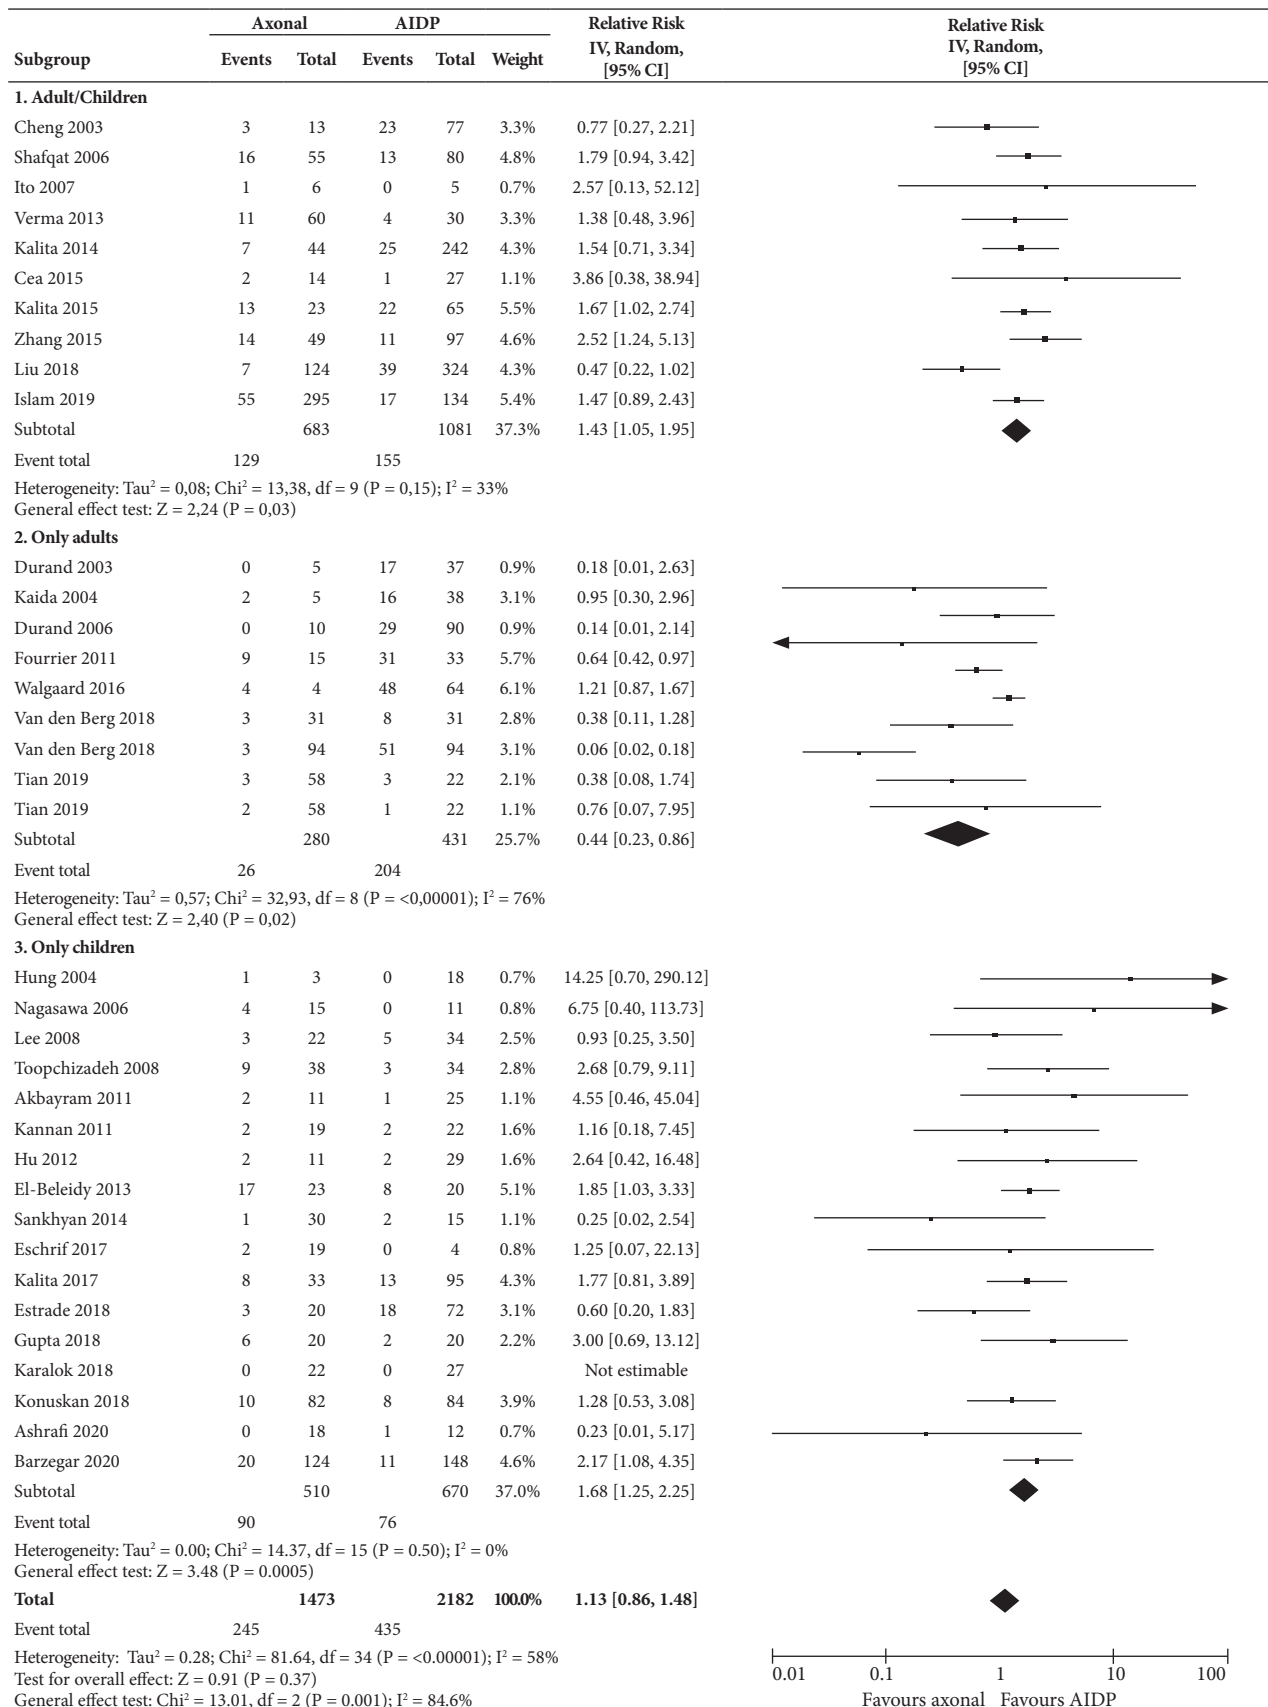 Axonal AIDP Relative Risk Relative Risk
Subgroup Events Total Events Total Weight IV, Random, [95% CI] IV, Random, [95% CI]
1. Adult/Children
Cheng 2003 3 13 23 77 3.3% 0.77 [0.27, 2.21]
Shafqat 2006 16 55 13 80 4.8% 1.79 [0.94, 3.42]
Ito 2007 1 6 0 5 0.7% 2.57 [0.13, 52.12]
Verma 2013 11 60 4 30 3.3% 1.38 [0.48, 3.96]
Kalita 2014 7 44 25 242 4.3% 1.54 [0.71, 3.34]
Cea 2015 2 14 1 27 1.1% 3.86 [0.38, 38.94]
Kalita 2015 13 23 22 65 5.5% 1.67 [1.02, 2.74]
Zhang 2015 14 49 11 97 4.6% 2.52 [1.24, 5.13]
Liu 2018 7 124 39 324 4.3% 0.47 [0.22, 1.02]
Islam 2019 55 295 17 134 5.4% 1.47 [0.89, 2.43]
Subtotal 683 1081 37.3% 1.43 [1.05, 1.95]
Event total 129 155
Heterogeneity: Tau² = 0,08; Chi² = 13,38, df = 9 (P = 0,15); I² = 33%
General effect test: Z = 2,24 (P = 0,03)
2. Only adults
Durand 2003 0 5 17 37 0.9% 0.18 [0.01, 2.63]
Kaida 2004 2 5 16 38 3.1% 0.95 [0.30, 2.96]
Durand 2006 0 10 29 90 0.9% 0.14 [0.01, 2.14]
Fourrier 2011 9 15 31 33 5.7% 0.64 [0.42, 0.97]
Walgaard 2016 4 4 48 64 6.1% 1.21 [0.87, 1.67]
Van den Berg 2018 3 31 8 31 2.8% 0.38 [0.11, 1.28]
Van den Berg 2018 3 94 51 94 3.1% 0.06 [0.02, 0.18]
Tian 2019 3 58 3 22 2.1% 0.38 [0.08, 1.74]
Tian 2019 2 58 1 22 1.1% 0.76 [0.07, 7.95]
Subtotal 280 431 25.7% 0.44 [0.23, 0.86]
Event total 26 204
Heterogeneity: Tau² = 0,57; Chi² = 32,93, df = 8 (P = <0,00001); I² = 76%
General effect test: Z = 2,40 (P = 0,02)
3. Only children
Hung 2004 1 3 0 18 0.7% 14.25 [0.70, 290.12]
Nagasawa 2006 4 15 0 11 0.8% 6.75 [0.40, 113.73]
Lee 2008 3 22 5 34 2.5% 0.93 [0.25, 3.50]
Toopchizadeh 2008 9 38 3 34 2.8% 2.68 [0.79, 9.11]
Akbayram 2011 2 11 1 25 1.1% 4.55 [0.46, 45.04]
Kannan 2011 2 19 2 22 1.6% 1.16 [0.18, 7.45]
Hu 2012 2 11 2 29 1.6% 2.64 [0.42, 16.48]
El-Beleidy 2013 17 23 8 20 5.1% 1.85 [1.03, 3.33]
Sankhyan 2014 1 30 2 15 1.1% 0.25 [0.02, 2.54]
Eschrif 2017 2 19 0 4 0.8% 1.25 [0.07, 22.13]
Kalita 2017 8 33 13 95 4.3% 1.77 [0.81, 3.89]
Estrade 2018 3 20 18 72 3.1% 0.60 [0.20, 1.83]
Gupta 2018 6 20 2 20 2.2% 3.00 [0.69, 13.12]
Karalok 2018 0 22 0 27 Not estimable
Konuskan 2018 10 82 8 84 3.9% 1.28 [0.53, 3.08]
Ashrafi 2020 0 18 1 12 0.7% 0.23 [0.01, 5.17]
Barzegar 2020 20 124 11 148 4.6% 2.17 [1.08, 4.35]
Subtotal 510 670 37.0% 1.68 [1.25, 2.25]
Event total 90 76
Heterogeneity: Tau² = 0.00; Chi² = 14.37, df = 15 (P = 0.50); I² = 0%
General effect test: Z = 3.48 (P = 0.0005)
Total 1473 2182 100.0% 1.13 [0.86, 1.48]
Event total 245 435
Heterogeneity: Tau² = 0.28; Chi² = 81.64, df = 34 (P = <0.00001); I² = 58%
Test for overall effect: Z = 0.91 (P = 0.37)
General effect test: Chi² = 13.01, df = 2 (P = 0.001); I² = 84.6%
0.01 0.1 1 10 100
Favours axonal Favours AIDP